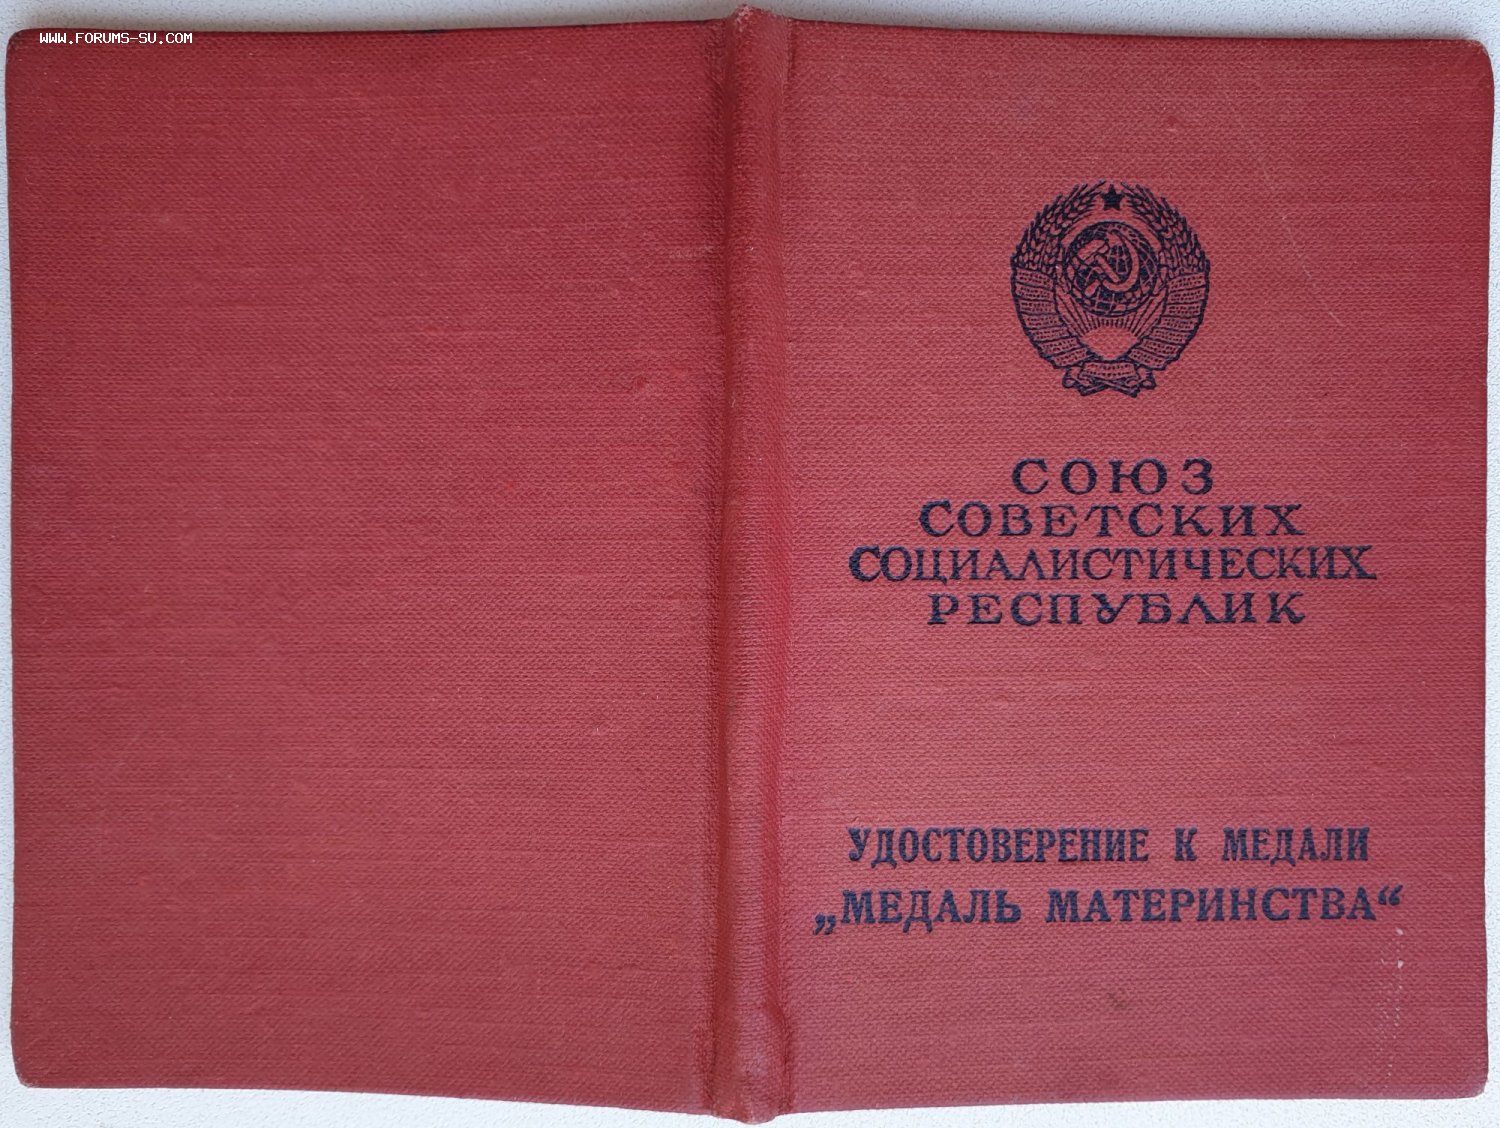 WWW.FORUMS-SU.COM
СОЮЗ
СОВЕТСКИХ
СОЦИАЛИСТИЧЕСКИХ
РЕСПУБЛИК
УДОСТОВЕРЕНИЕ К МЕДАЛИ
„МЕДАЛЬ МАТЕРИНСТВА“